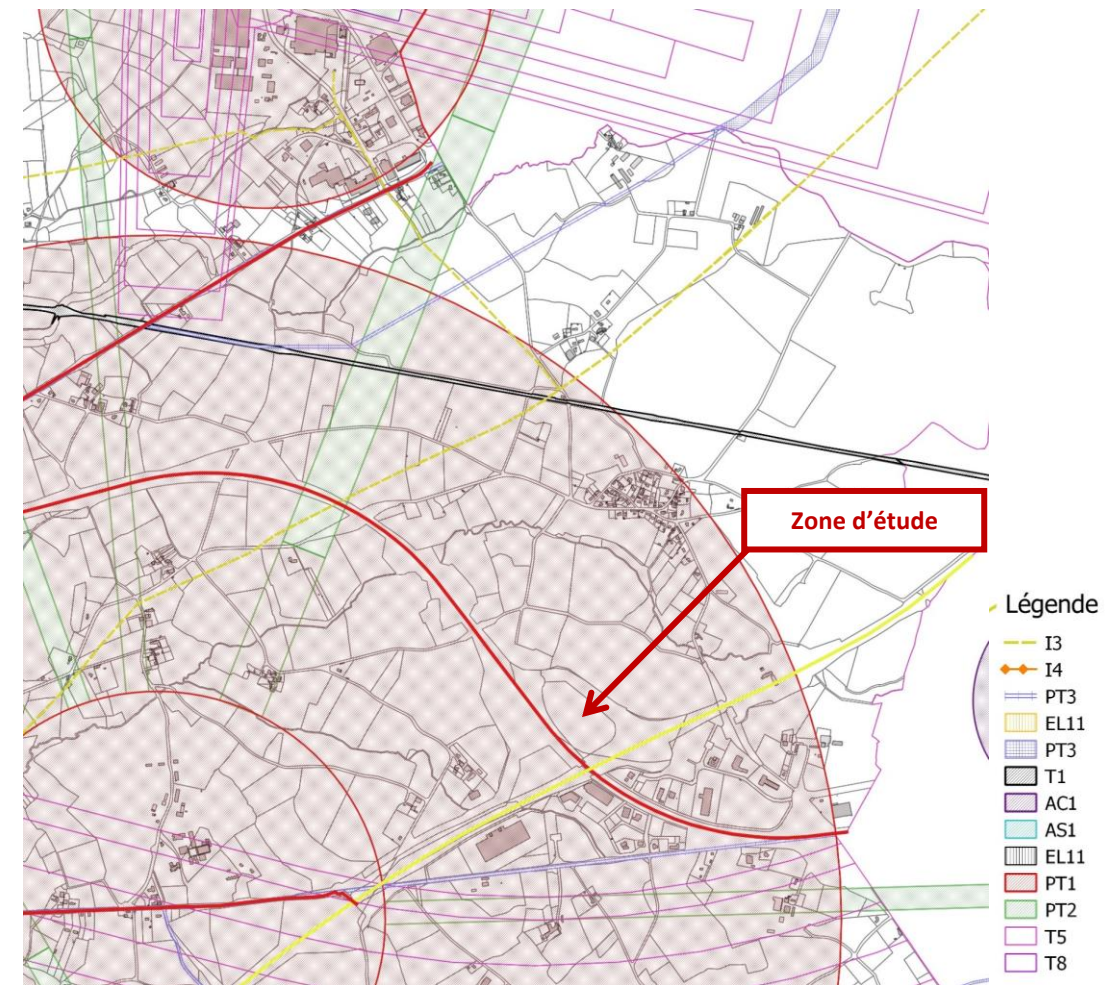 Zone d'étude
Légende
I3
I4
PT3
EL11
PT3
T1
AC1
AS1
EL11
PT1
PT2
T5
T8